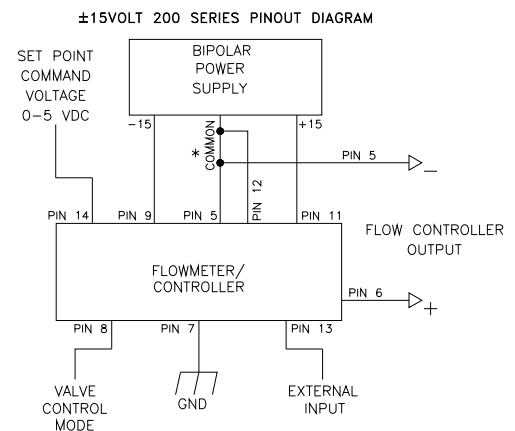 ±15VOLT 200 SERIES PINOUT DIAGRAM
SET POINT
COMMAND
VOLTAGE
0-5 VDC
BIPOLAR
POWER
SUPPLY
-15
* COMMON
+15
PIN 5
−
PIN 12
PIN 14
PIN 9
PIN 5
PIN 11
FLOW CONTROLLER
OUTPUT
FLOWMETER/
CONTROLLER
PIN 6
+
PIN 8
PIN 7
PIN 13
VALVE
CONTROL
MODE
GND
EXTERNAL
INPUT